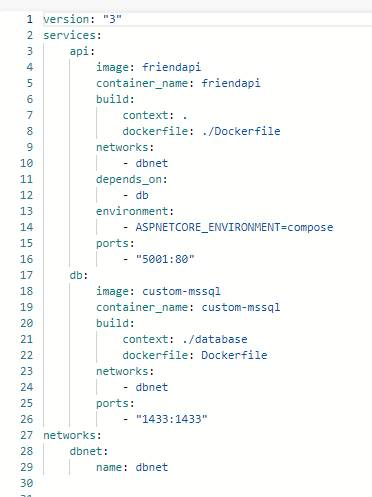 1 version: "3"
2 services:
3     api:
4         image: friendapi
5         container_name: friendapi
6         build:
7             context: .
8             dockerfile: ./Dockerfile
9         networks:
10             - dbnet
11         depends_on:
12             - db
13         environment:
14             - ASPNETCORE_ENVIRONMENT=compose
15         ports:
16             - "5001:80"
17     db:
18         image: custom-mssql
19         container_name: custom-mssql
20         build:
21             context: ./database
22             dockerfile: Dockerfile
23         networks:
24             - dbnet
25         ports:
26             - "1433:1433"
27 networks:
28     dbnet:
29         name: dbnet
30
31